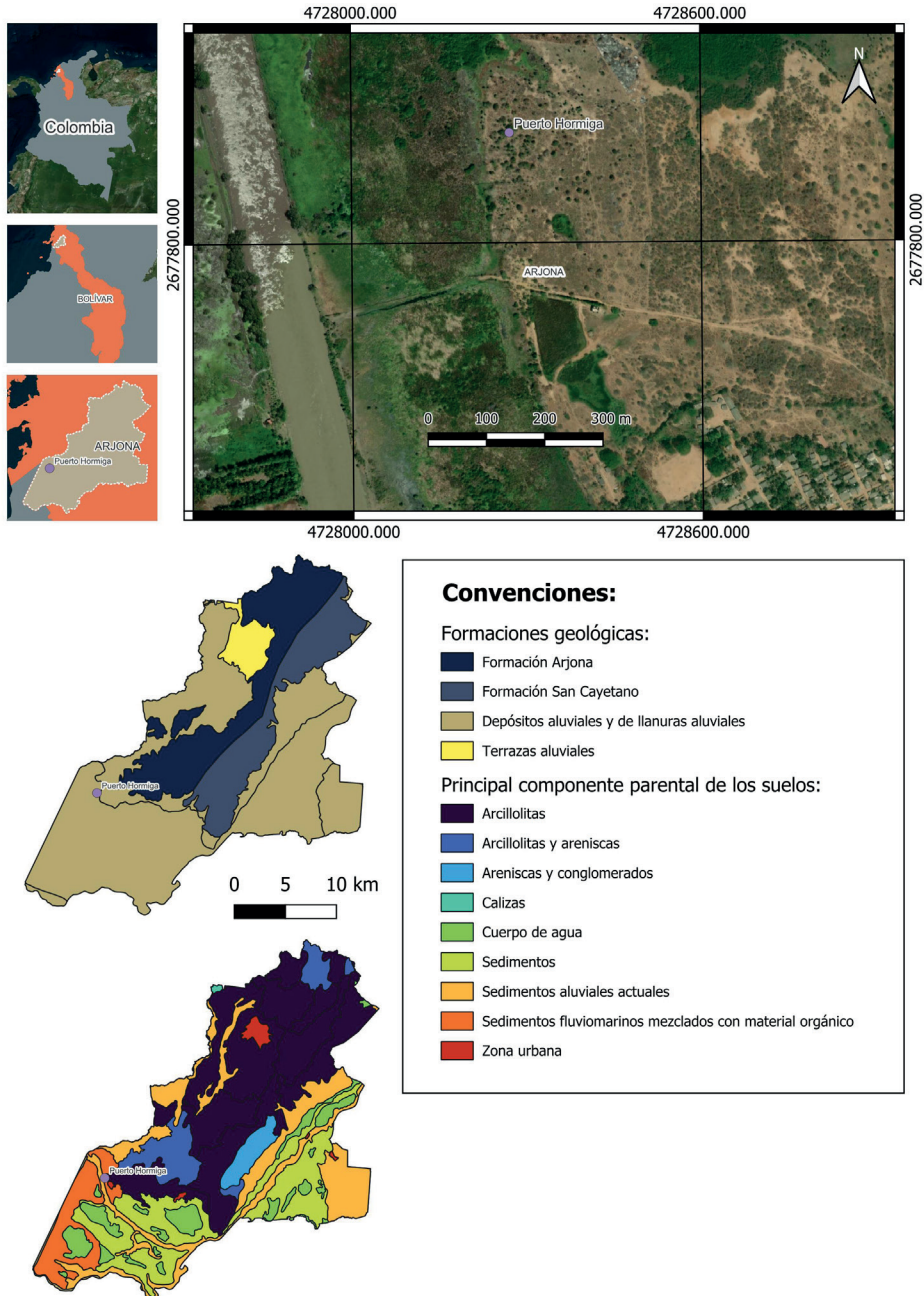 4728000.000
4728600.000
Colombia
N
Puerto Hormiga
2677800.000
2677800.000
BOLÍVAR
ARJONA
0 100 200 300 m
ARJONA
Puerto Hormiga
4728000.000
4728600.000
Convenciones:
Formaciones geológicas:
Formación Arjona
Formación San Cayetano
Depósitos aluviales y de llanuras aluviales
Terrazas aluviales
Principal componente parental de los suelos:
Arcillolitas
Arcillolitas y areniscas
Areniscas y conglomerados
Calizas
Cuerpo de agua
Sedimentos
Sedimentos aluviales actuales
Sedimentos fluviomarinos mezclados con material orgánico
Zona urbana
Puerto Hormiga
0 5 10 km
Puerto Hormiga